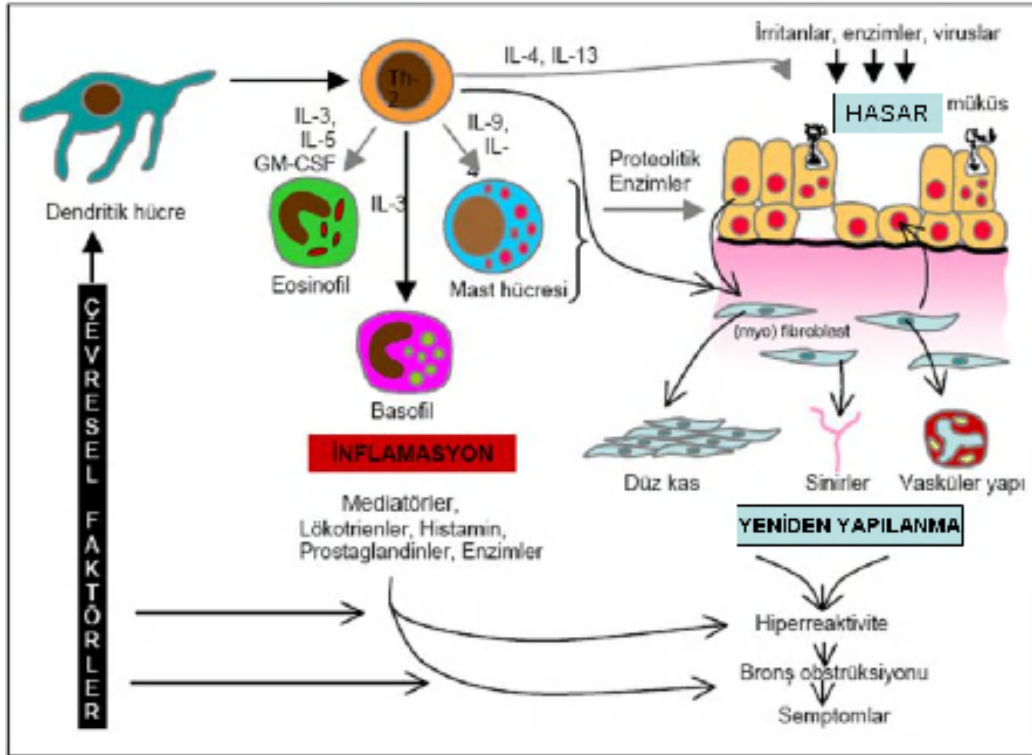 İrritanlar, enzimler, viruslar
IL-4, IL-13
Th-
2
HASAR
müküs
IL-3,
IL-5
GM-CSF
IL-9,
IL-
4
IL-3
Proteolitik
Enzimler
Dendritik hücre
Eosinofil
Mast hücresi
Basofil
(myo) fibroblest
ÇEVRESEL FAKTÖRLER
İNFLAMASYON
Düz kas
Sinirler
Vasküler yapı
Mediatörler,
Lökotrienler, Histamin,
Prostaglandinler, Enzimler
YENİDEN YAPILANMA
Hiperreaktivite
Bronş obstrüksiyonu
Semptomlar